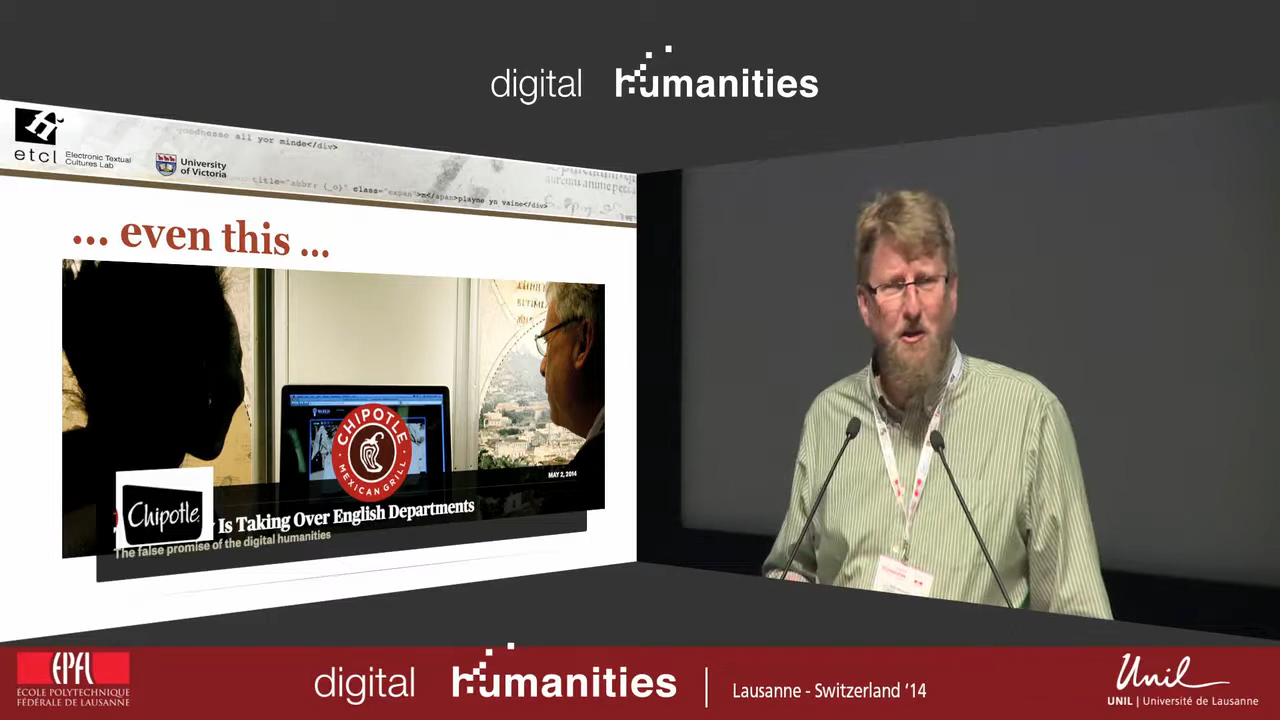 digital humanities
goodnesse all yor minde</div>
etcl
Electronic Textual
Cultures Lab
University
of Victoria
title="abbr: {_o}" class="expan">m</span>playne yn vaine</div>
... even this ...
CHIPOTLE
MEXICAN GRILL
MAY 2, 2014
Chipotle
Is Taking Over English Departments
The false promise of the digital humanities
EPFL
ÉCOLE POLYTECHNIQUE
FÉDÉRALE DE LAUSANNE
digital humanities
Lausanne - Switzerland '14
Unil
UNIL | Université de Lausanne